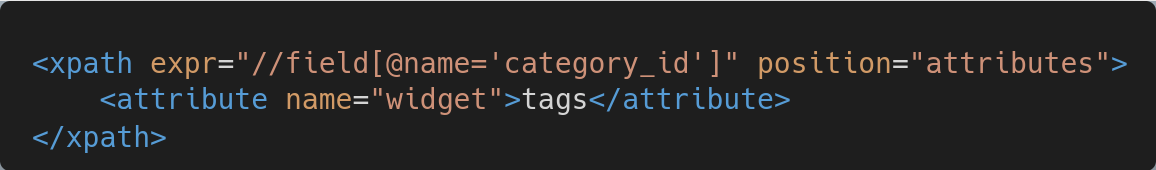 <xpath expr="//field[@name='category_id']" position="attributes">
    <attribute name="widget">tags</attribute>
</xpath>